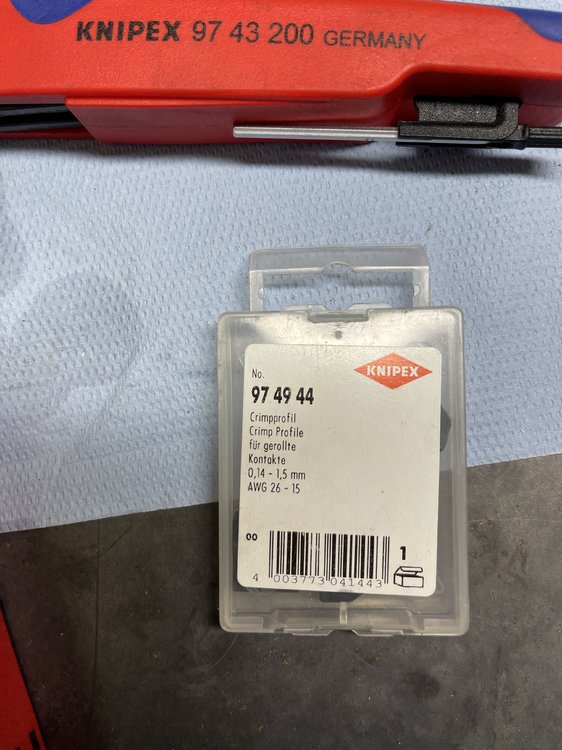 KNIPEX 97 43 200 GERMANY
KNIPEX
No.
97 49 44
Crimpprofil
Crimp Profile
für gerollte
Kontakte
0,14 - 1,5 mm
AWG 26 - 15
00
1
4 003773 041443